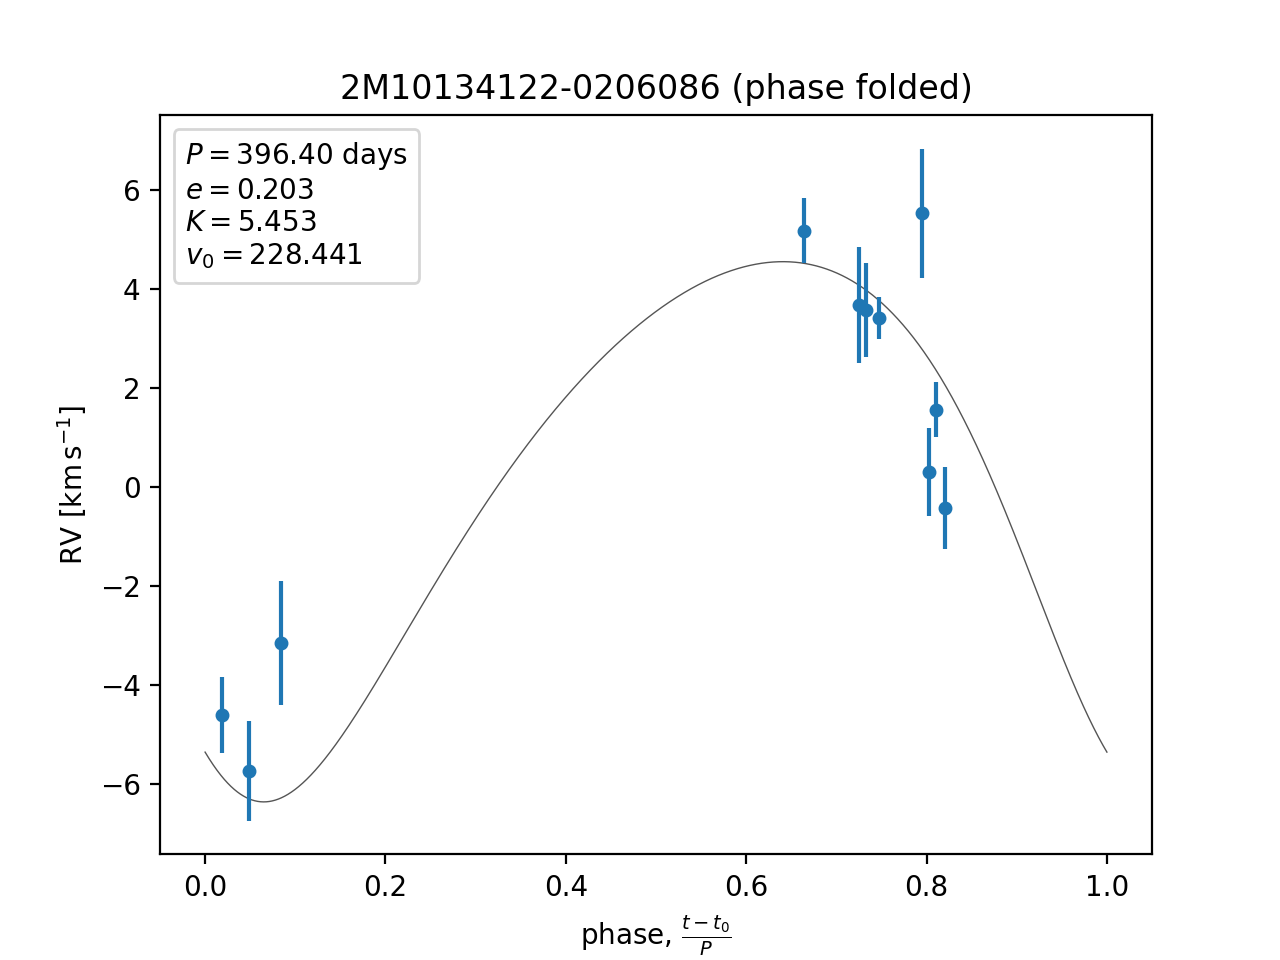 2M10134122-0206086 (phase folded)
P = 396.40 days
e = 0.203
K = 5.453
v₀ = 228.441
6
4
2
0
−2
−4
−6
RV [km s⁻¹]
0.0 0.2 0.4 0.6 0.8 1.0
phase, (t − t₀)/P